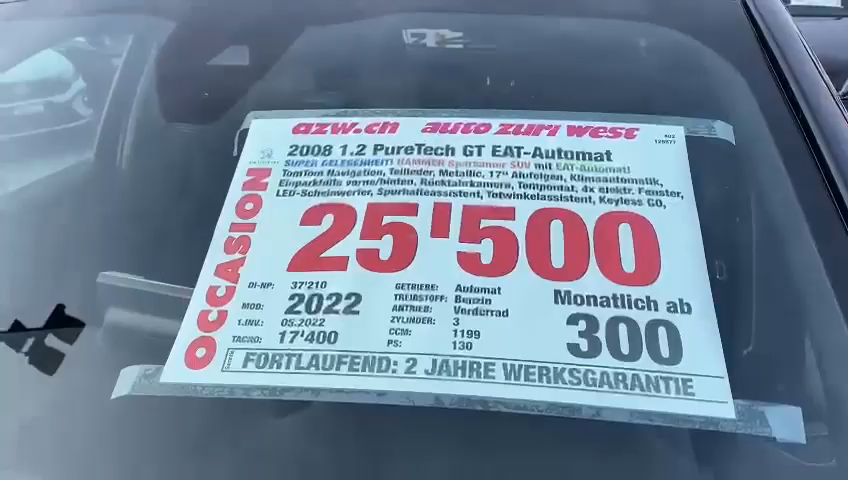 azw.ch auto züri west
2008 1.2 PureTech GT EAT-Automat
SUPER GELEGENHEIT! HAMMER Sparsamer SUV mit EAT-Automat!
TomTom Navigation, Teilleder, Metallic, 17" Alufelgen, Klimaautomatik,
Einparkhilfe vorne/hinten, Rückfahrkamera, Tempomat, 4x elektr. Fenster,
LED-Scheinwerfer, Spurhalteassistent, Totwinkelassistent, Keyless GO,
OCCASION
25'500
DI-NP: 37'210
MOD: 2022
1.INV.: 05.2022
TACHO: 17'400
GETRIEBE: Automat
TREIBSTOFF: Benzin
ANTRIEB: Vorderrad
ZYLINDER: 3
CCM: 1199
PS: 130
Monatlich ab
300
FORTLAUFEND: 2 JAHRE WERKSGARANTIE